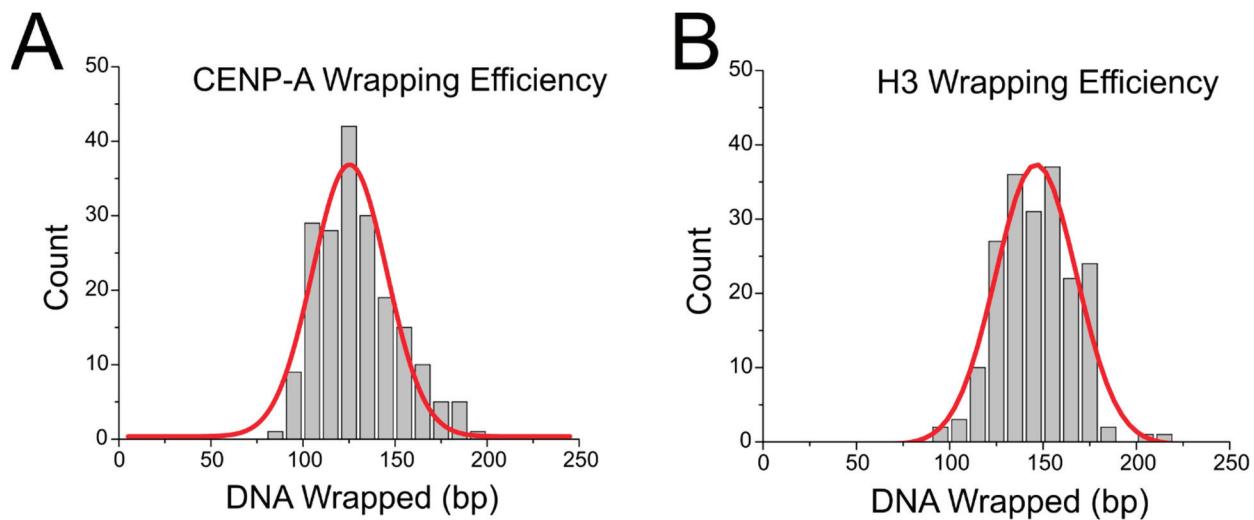 A
CENP-A Wrapping Efficiency
50
40
30
20
10
0
Count
0 50 100 150 200 250
DNA Wrapped (bp)
B
H3 Wrapping Efficiency
50
40
30
20
10
0
Count
0 50 100 150 200 250
DNA Wrapped (bp)